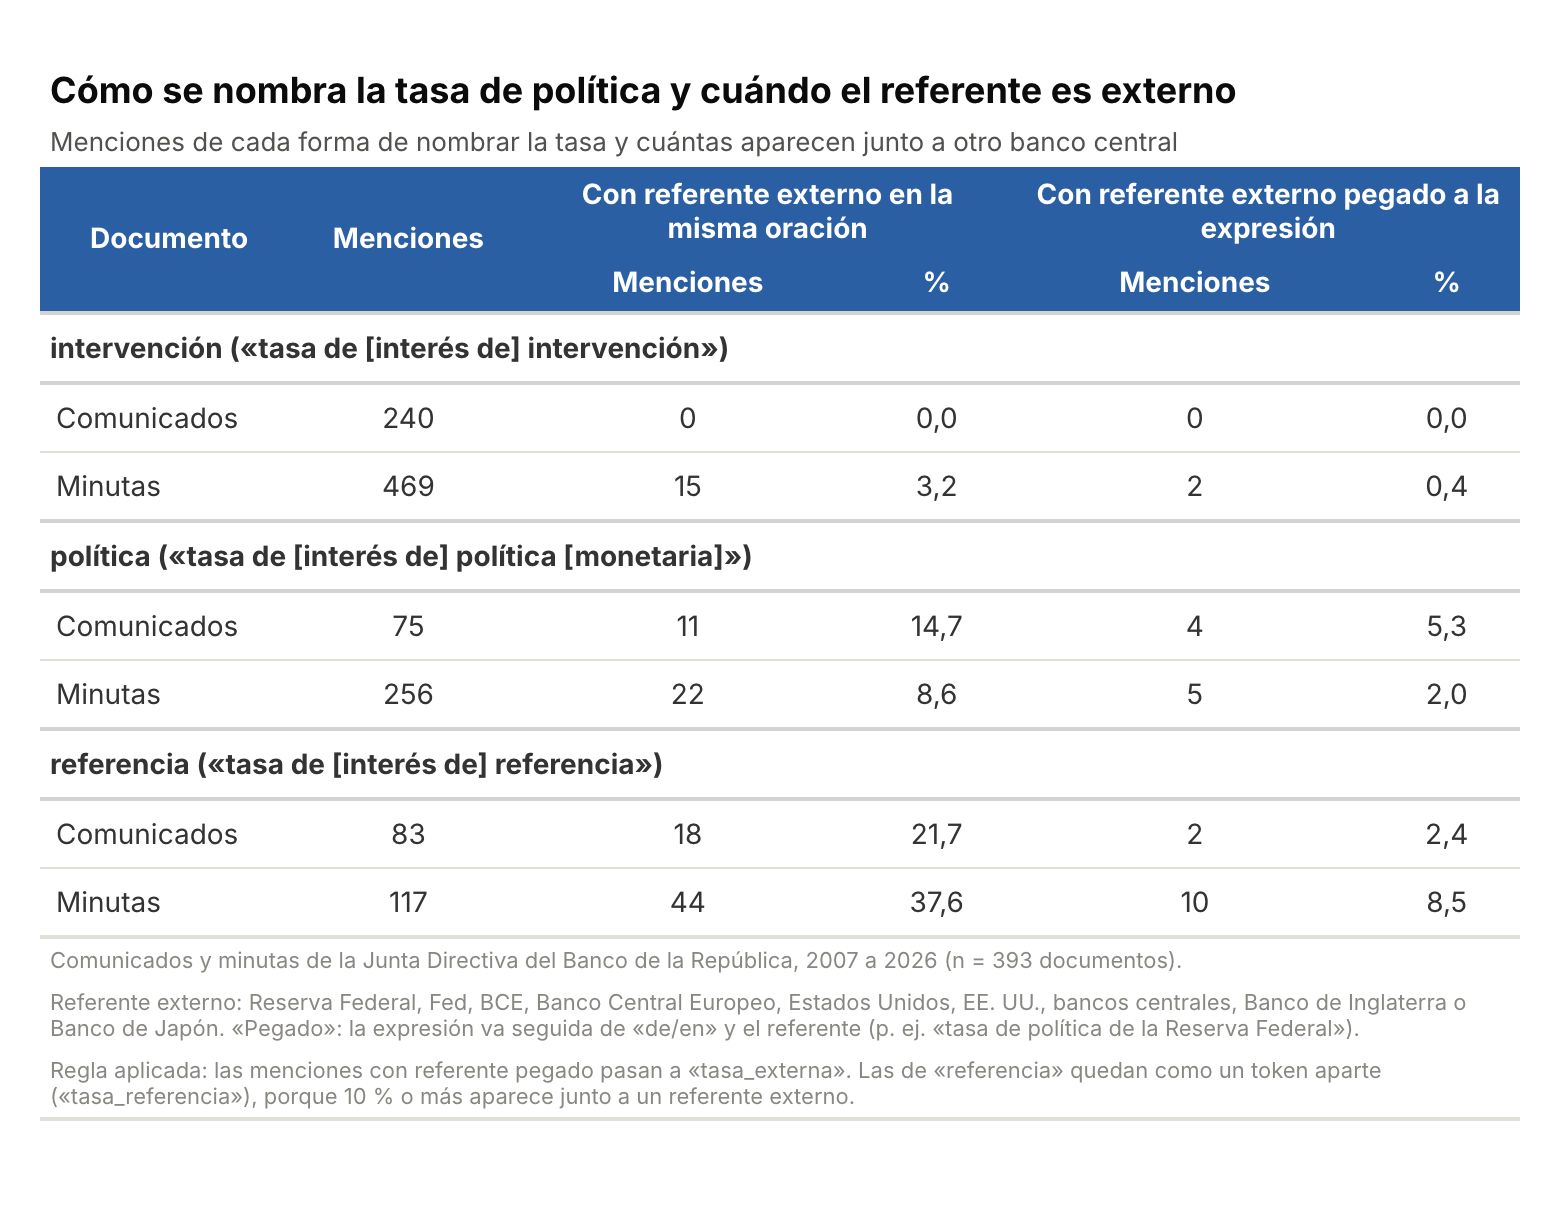 Cómo se nombra la tasa de política y cuándo el referente es externo
Menciones de cada forma de nombrar la tasa y cuántas aparecen junto a otro banco central
Documento Menciones Con referente externo en la misma oración Con referente externo pegado a la expresión
Menciones % Menciones %
intervención («tasa de [interés de] intervención»)
Comunicados 240 0 0,0 0 0,0
Minutas 469 15 3,2 2 0,4
política («tasa de [interés de] política [monetaria]»)
Comunicados 75 11 14,7 4 5,3
Minutas 256 22 8,6 5 2,0
referencia («tasa de [interés de] referencia»)
Comunicados 83 18 21,7 2 2,4
Minutas 117 44 37,6 10 8,5
Comunicados y minutas de la Junta Directiva del Banco de la República, 2007 a 2026 (n = 393 documentos).
Referente externo: Reserva Federal, Fed, BCE, Banco Central Europeo, Estados Unidos, EE. UU., bancos centrales, Banco de Inglaterra o
Banco de Japón. «Pegado»: la expresión va seguida de «de/en» y el referente (p. ej. «tasa de política de la Reserva Federal»).
Regla aplicada: las menciones con referente pegado pasan a «tasa_externa». Las de «referencia» quedan como un token aparte
(«tasa_referencia»), porque 10 % o más aparece junto a un referente externo.